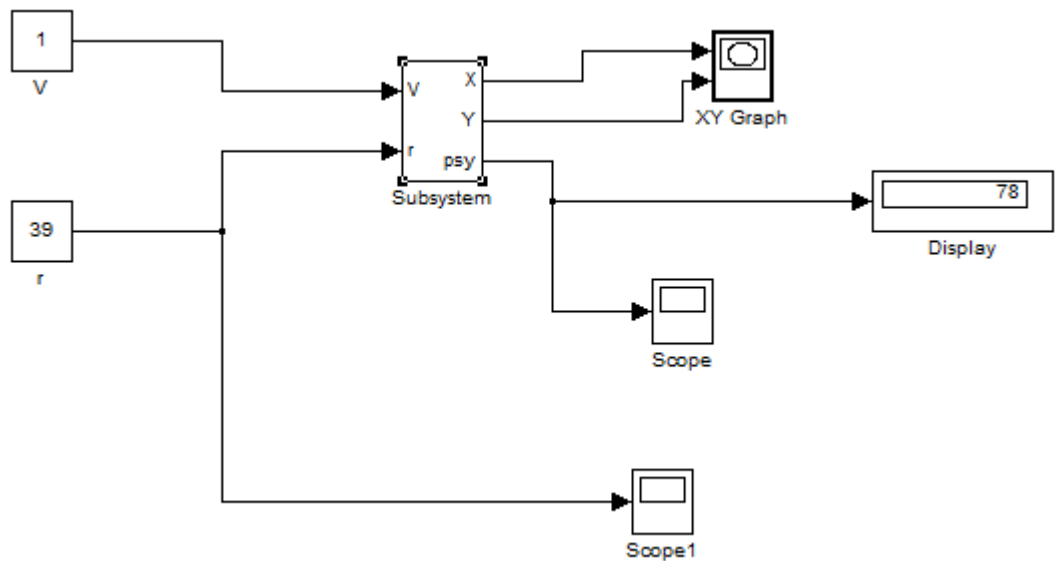 1
V
V
r
X
Y
psy
Subsystem
XY Graph
78
Display
39
r
Scope
Scope1